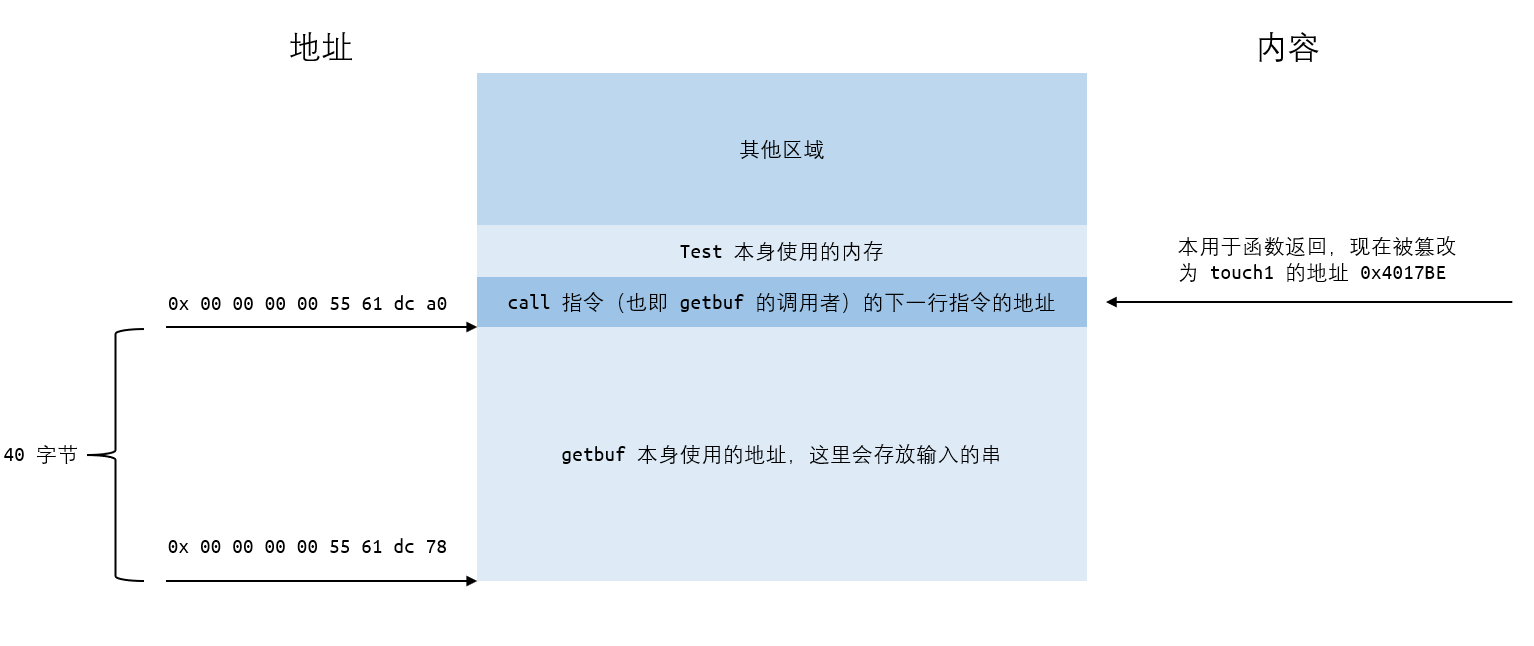 地址
内容
其他区域
Test 本身使用的内存
本用于函数返回，现在被篡改
为 touch1 的地址 0x4017BE
0x 00 00 00 00 55 61 dc a0
call 指令（也即 getbuf 的调用者）的下一行指令的地址
40 字节
getbuf 本身使用的地址，这里会存放输入的串
0x 00 00 00 00 55 61 dc 78